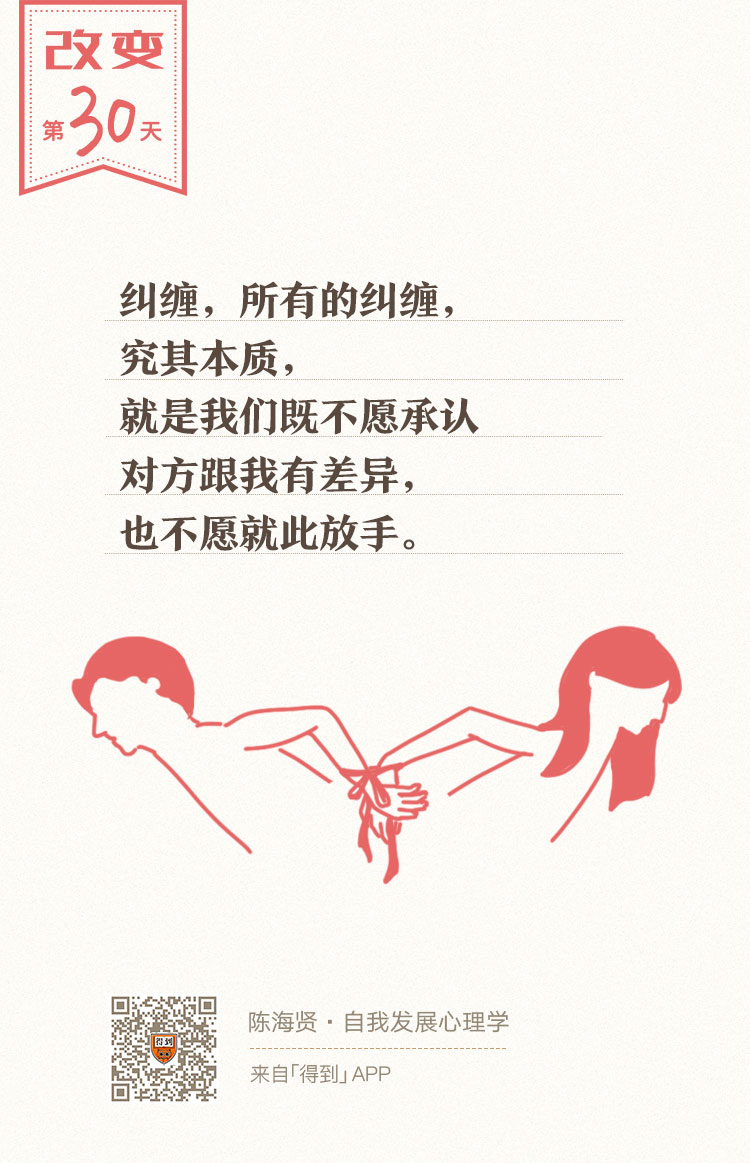 改变
第30天
纠缠，所有的纠缠，
究其本质，
就是我们既不愿承认
对方跟我有差异，
也不愿就此放手。
得到
陈海贤·自我发展心理学
来自「得到」APP